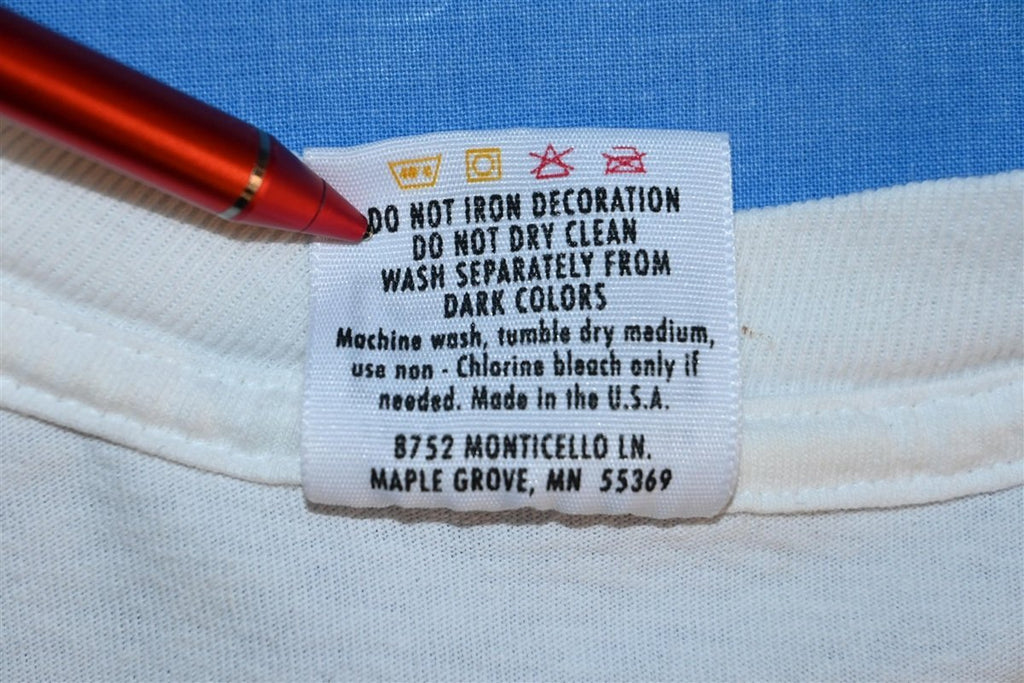 DO NOT IRON DECORATION
DO NOT DRY CLEAN
WASH SEPARATELY FROM
DARK COLORS
Machine wash, tumble dry medium,
use non - Chlorine bleach only if
needed. Made in the U.S.A.
8752 MONTICELLO LN.
MAPLE GROVE, MN 55369